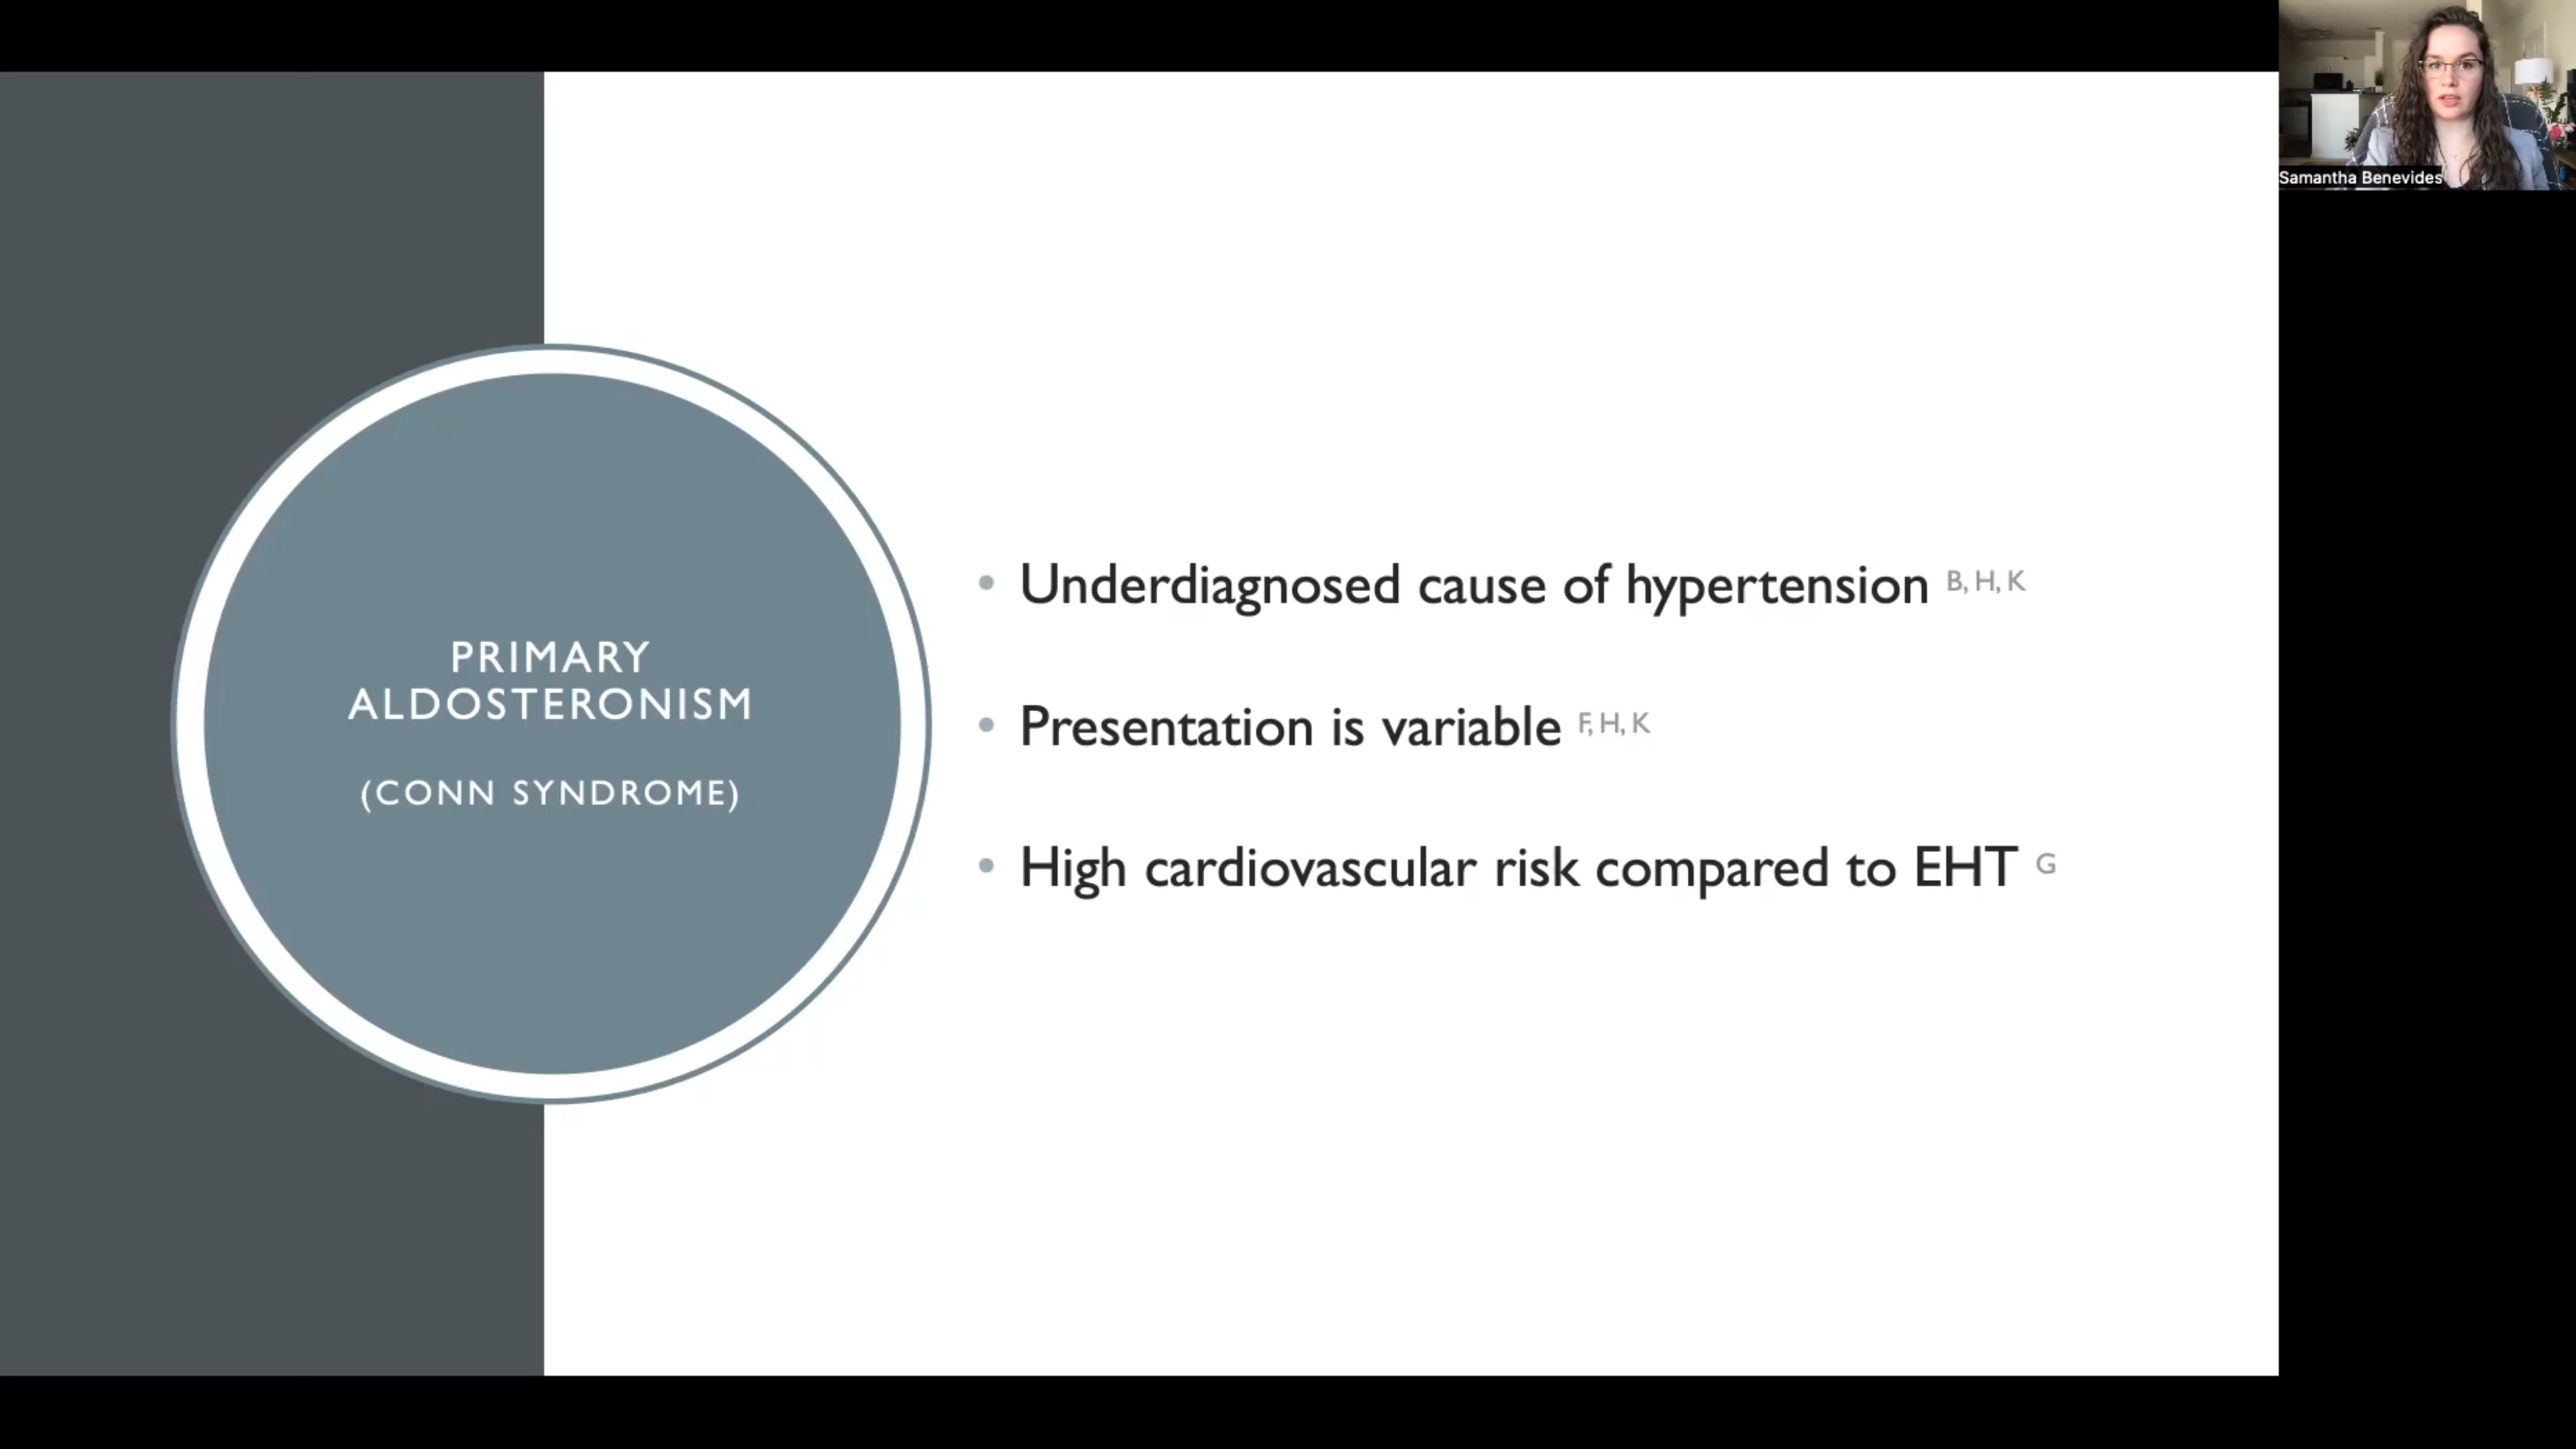 PRIMARY
ALDOSTERONISM
(CONN SYNDROME)
• Underdiagnosed cause of hypertension B, H, K
• Presentation is variable F, H, K
• High cardiovascular risk compared to EHT G
Samantha Benevides